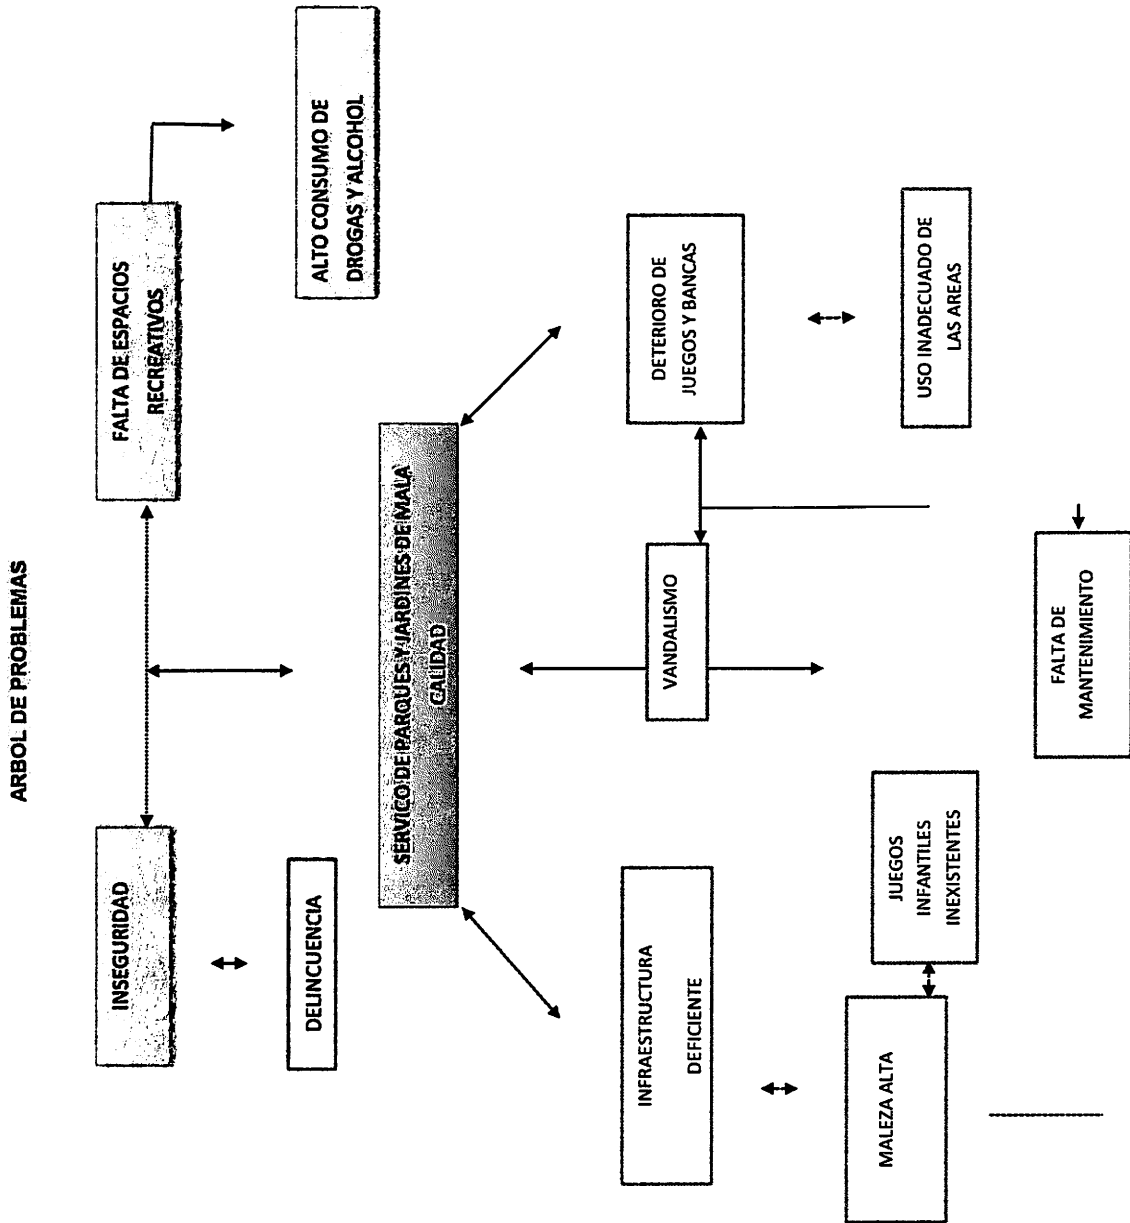 ARBOL DE PROBLEMAS
INSEGURIDAD
FALTA DE ESPACIOS
RECREATIVOS
DELINCUENCIA
ALTO CONSUMO DE
DROGAS Y ALCOHOL
SERVICO DE PARQUES Y JARDINES DE MALA
CALIDAD
INFRAESTRUCTURA
DEFICIENTE
VANDALISMO
DETERIORO DE
JUEGOS Y BANCAS
MALEZA ALTA
JUEGOS
INFANTILES
INEXISTENTES
USO INADECUADO DE
LAS AREAS
FALTA DE
MANTENIMIENTO